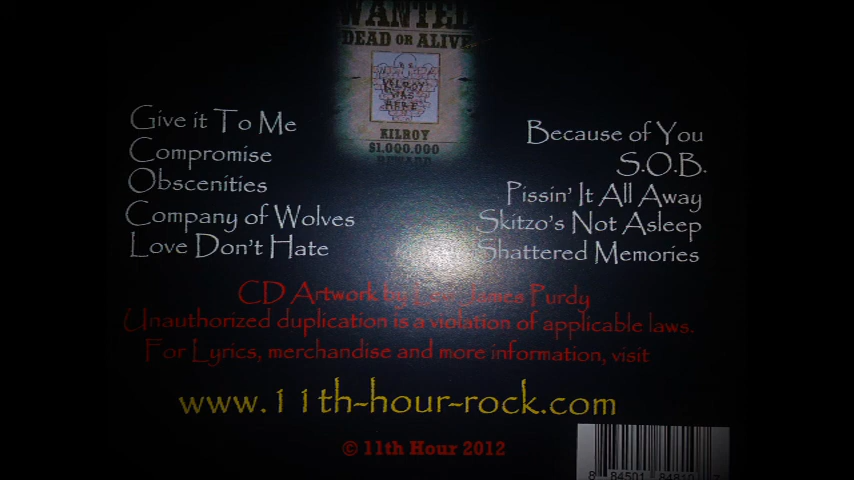 WANTED
DEAD OR ALIVE
KILROY
WAS
HERE
KILROY
$1,000,000
REWARD
Give it To Me
Compromise
Obscenities
Company of Wolves
Love Don't Hate
Because of You
S.O.B.
Pissin' It All Away
Skitzo's Not Asleep
Shattered Memories
CD Artwork by James Purdy
Unauthorized duplication is a violation of applicable laws.
For Lyrics, merchandise and more information, visit
www.11th-hour-rock.com
© 11th Hour 2012